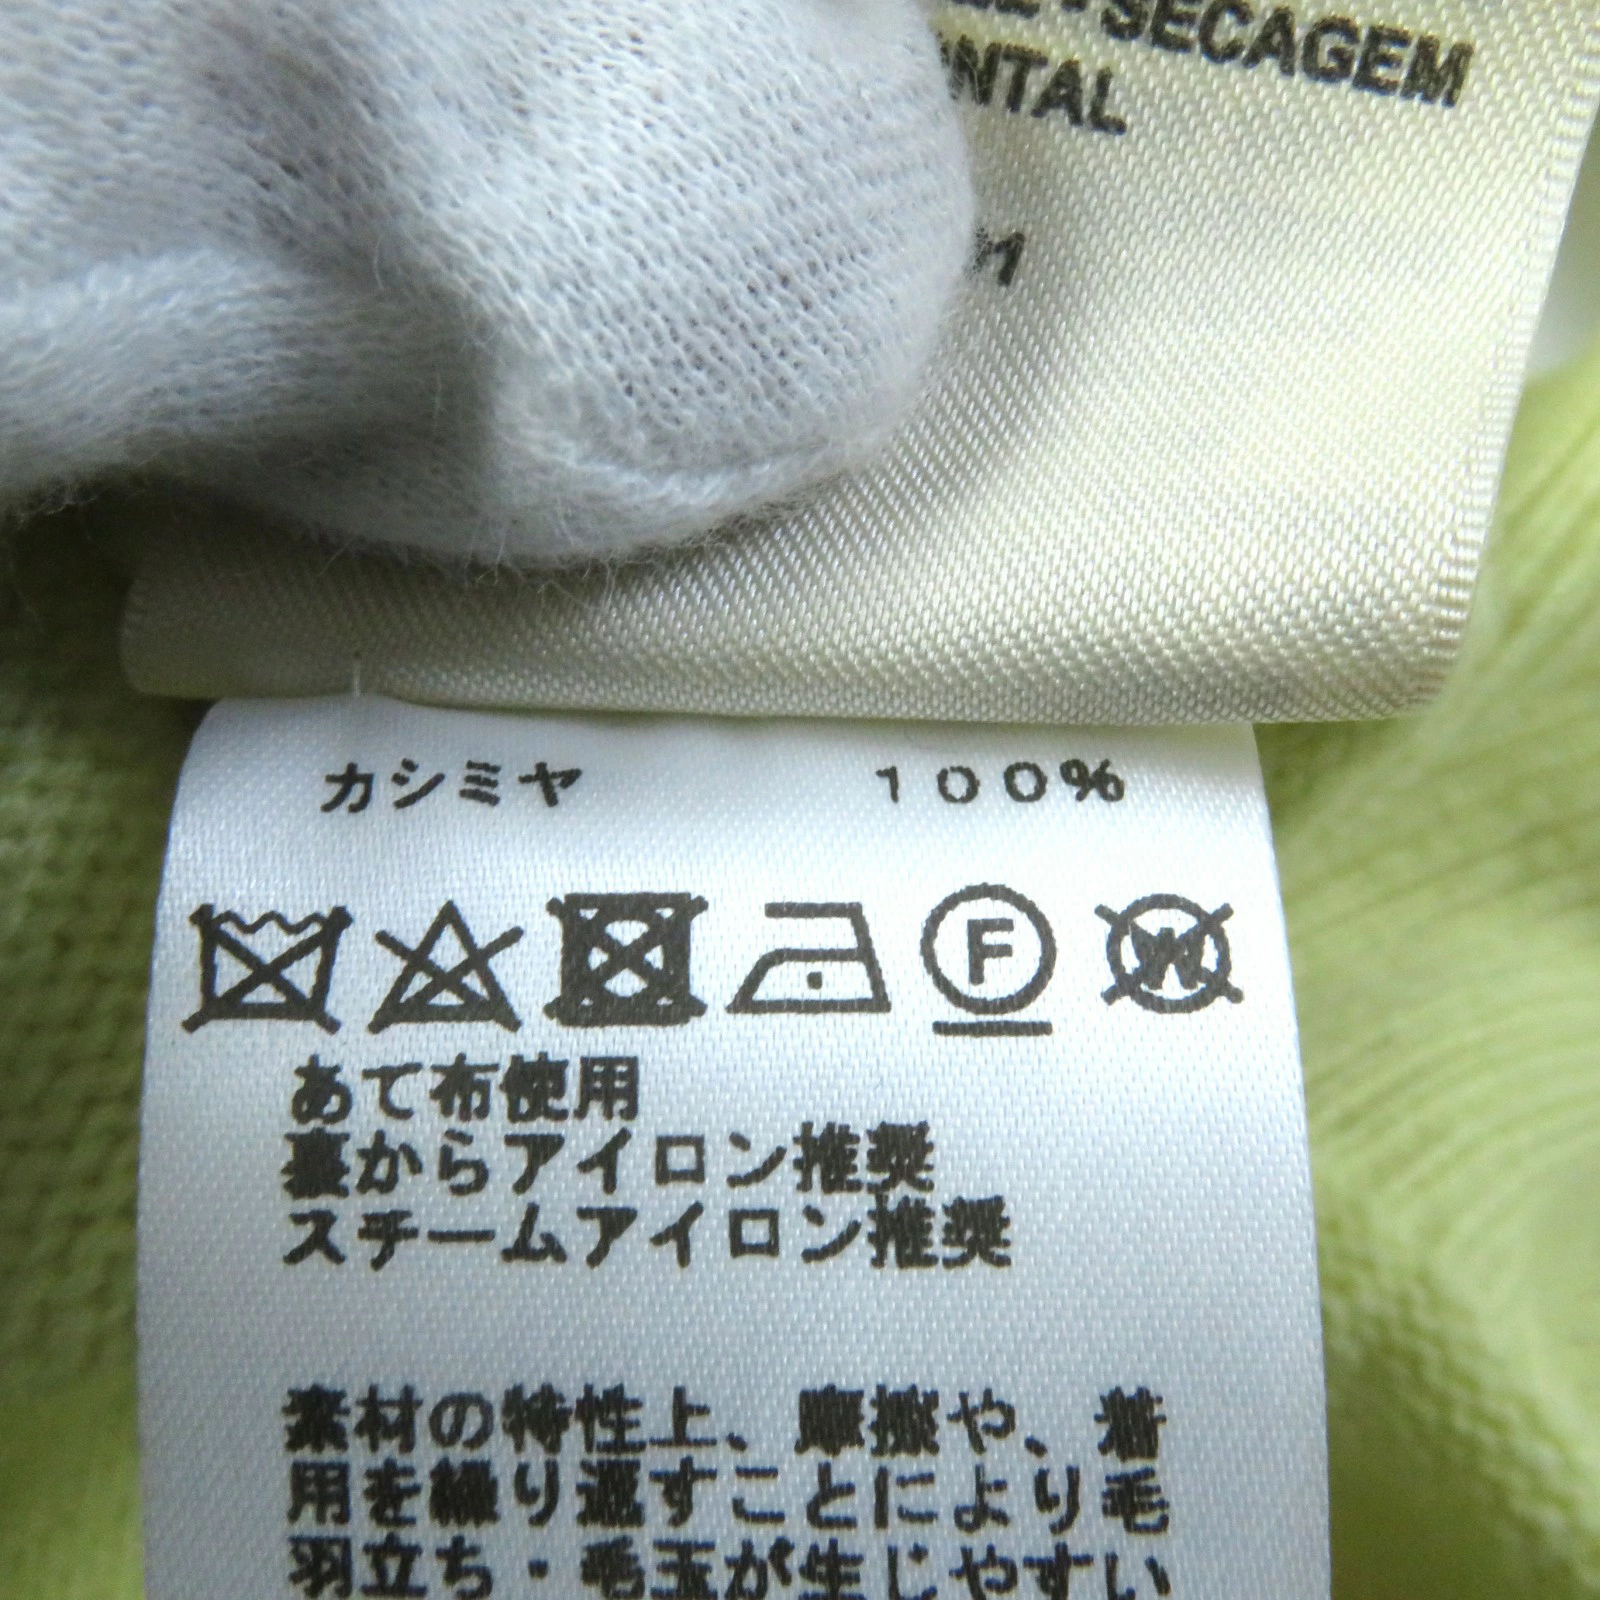 SECAGEM
NTAL
カシミヤ 100%
F
W
あて布使用
裏からアイロン推奨
スチームアイロン推奨
素材の特性上、摩擦や、着
用を繰り返すことにより毛
羽立ち・毛玉が生じやすい